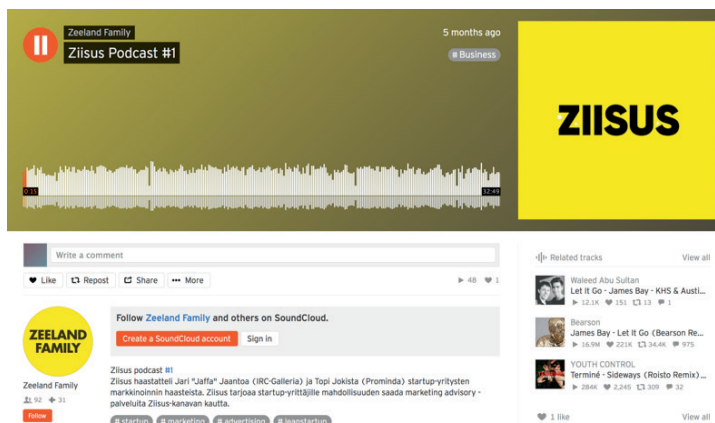 Zeeland Family
Ziisus Podcast #1
5 months ago
# Business
ZIISUS
0:15
32:49
Write a comment
Like Repost Share More
48 1
ZEELAND
FAMILY
Zeeland Family
92 31
Follow
Follow Zeeland Family and others on SoundCloud.
Create a SoundCloud account Sign in
Ziisus podcast #1
Ziisus haastatteli Jari "Jaffa" Jaantoa (IRC-Galleria) ja Topi Jokista (Prominda) startup-yritysten
markkinoinnin haasteista. Ziisus tarjoaa startup-yrittäjille mahdollisuuden saada marketing advisory -
palveluita Ziisus-kanavan kautta.
# startup # marketing # advertising # leanstartup
Related tracks View all
Waleed Abu Sultan
Let It Go - James Bay - KHS & Austi...
12.1K 151 13 1
Bearson
James Bay - Let It Go (Bearson Re...
16.9M 221K 34.4K 975
YOUTH CONTROL
Terminé - Sideways (Roisto Remix)...
284K 2,245 309 32
1 like View all